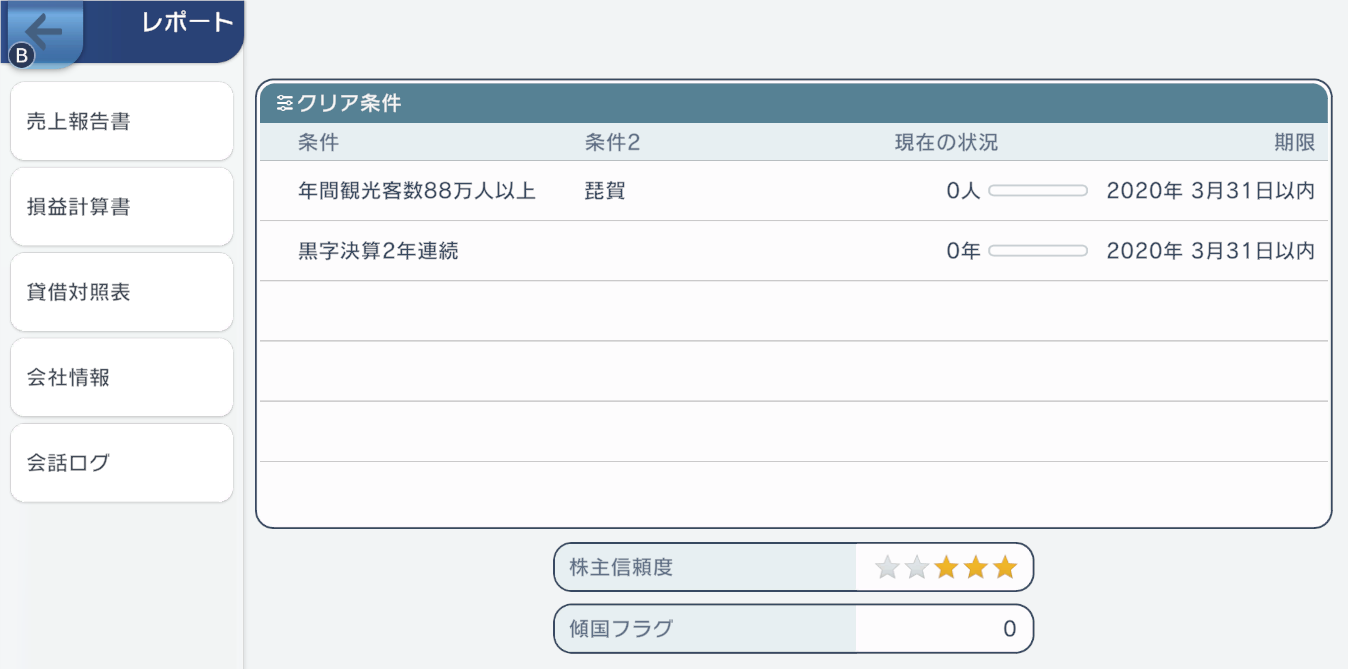 レポート
B
売上報告書
損益計算書
貸借対照表
会社情報
会話ログ
クリア条件
条件 条件2 現在の状況 期限
年間観光客数88万人以上 琵賀 0人 2020年 3月31日以内
黒字決算2年連続 0年 2020年 3月31日以内
株主信頼度
傾国フラグ 0